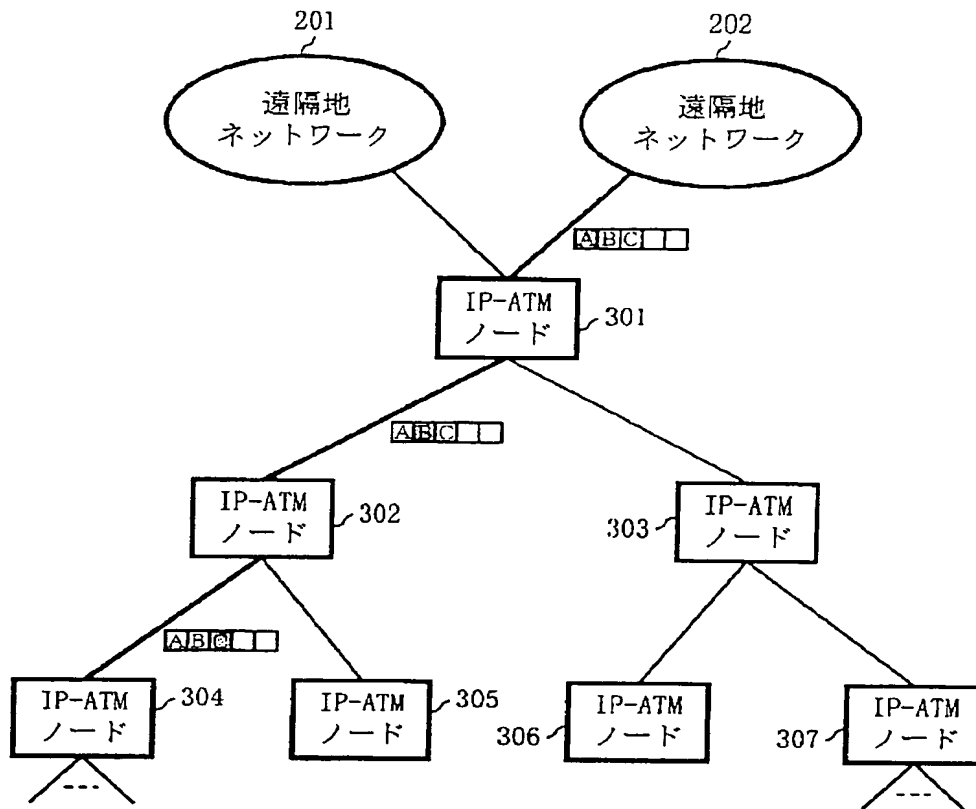 201
202
遠隔地
ネットワーク
遠隔地
ネットワーク
ABC
IP-ATM
ノード
301
ABC
IP-ATM
ノード
302
IP-ATM
ノード
303
ABC
IP-ATM
ノード
304
IP-ATM
ノード
305
IP-ATM
ノード
306
IP-ATM
ノード
307
---
---